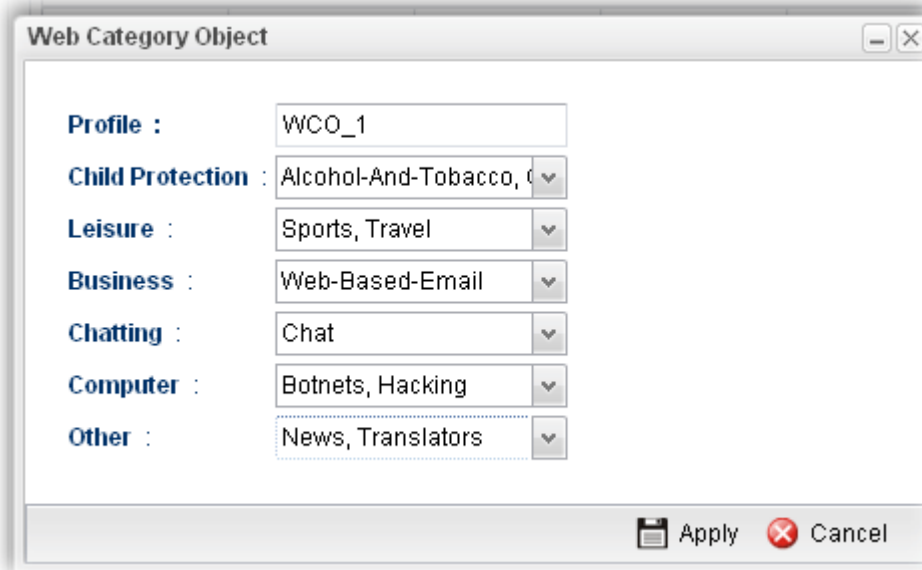 Web Category Object
Profile : WCO_1
Child Protection : Alcohol-And-Tobacco,
Leisure : Sports, Travel
Business : Web-Based-Email
Chatting : Chat
Computer : Botnets, Hacking
Other : News, Translators
Apply Cancel